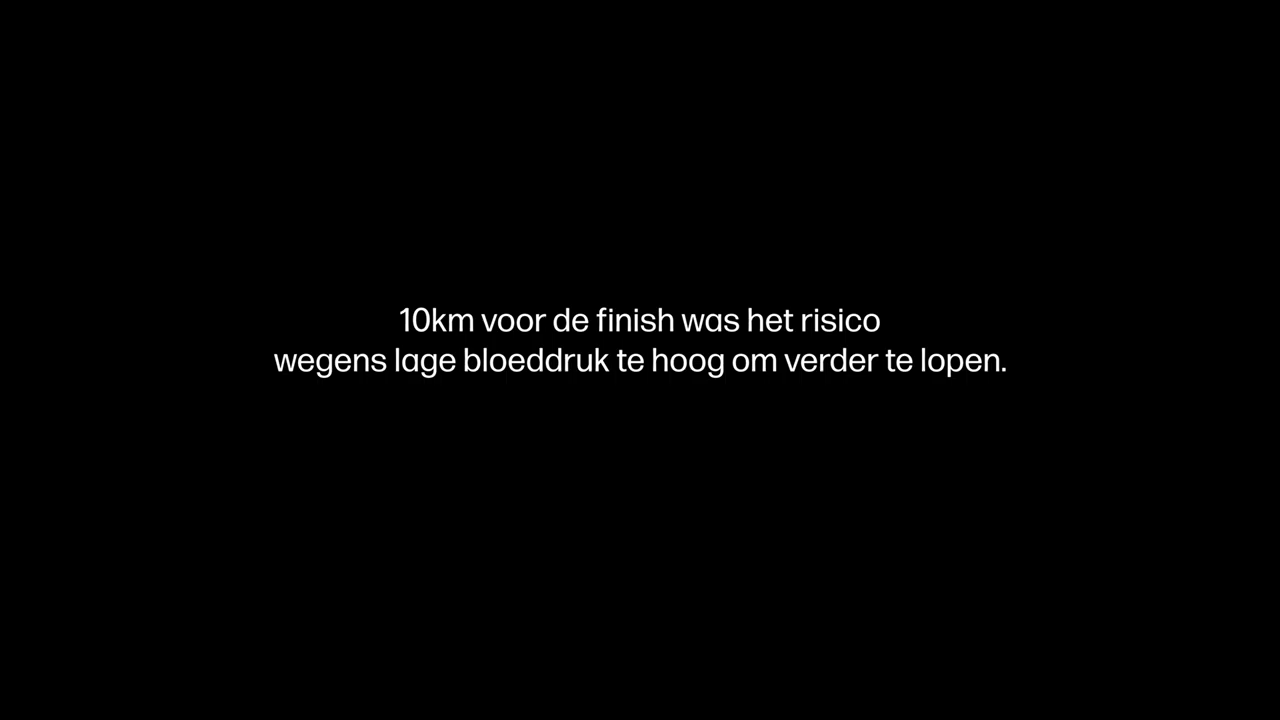 10km voor de finish was het risico
wegens lage bloeddruk te hoog om verder te lopen.